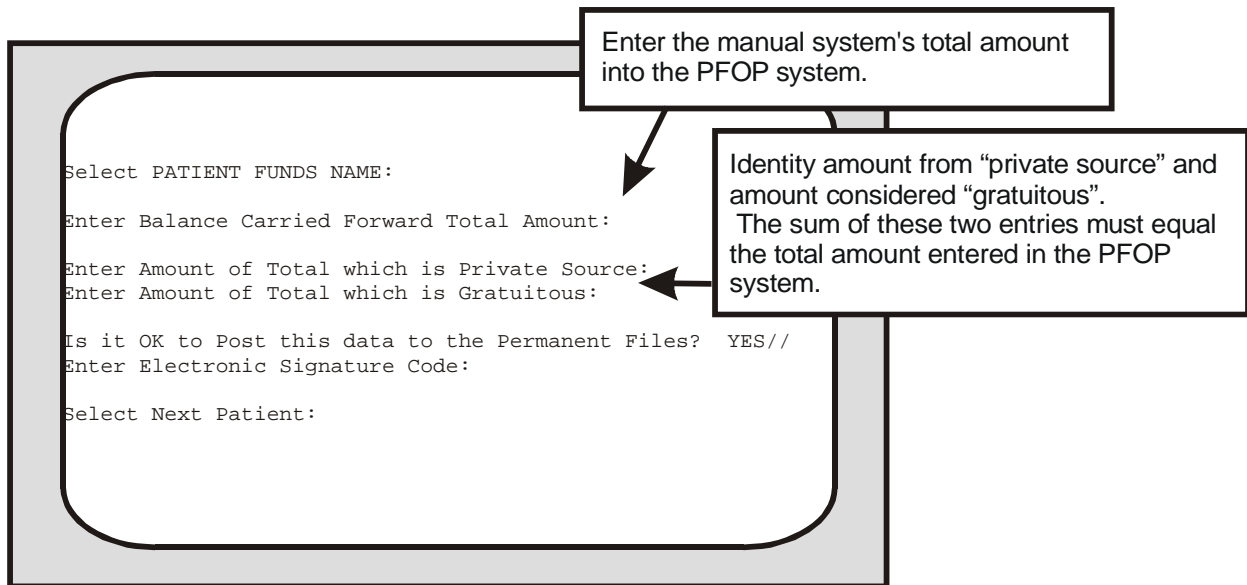 Enter the manual system's total amount
into the PFOP system.
Identity amount from “private source” and
amount considered “gratuitous”.
The sum of these two entries must equal
the total amount entered in the PFOP
system.
Select PATIENT FUNDS NAME:
Enter Balance Carried Forward Total Amount:
Enter Amount of Total which is Private Source:
Enter Amount of Total which is Gratuitous:
Is it OK to Post this data to the Permanent Files?  YES//
Enter Electronic Signature Code:
Select Next Patient: